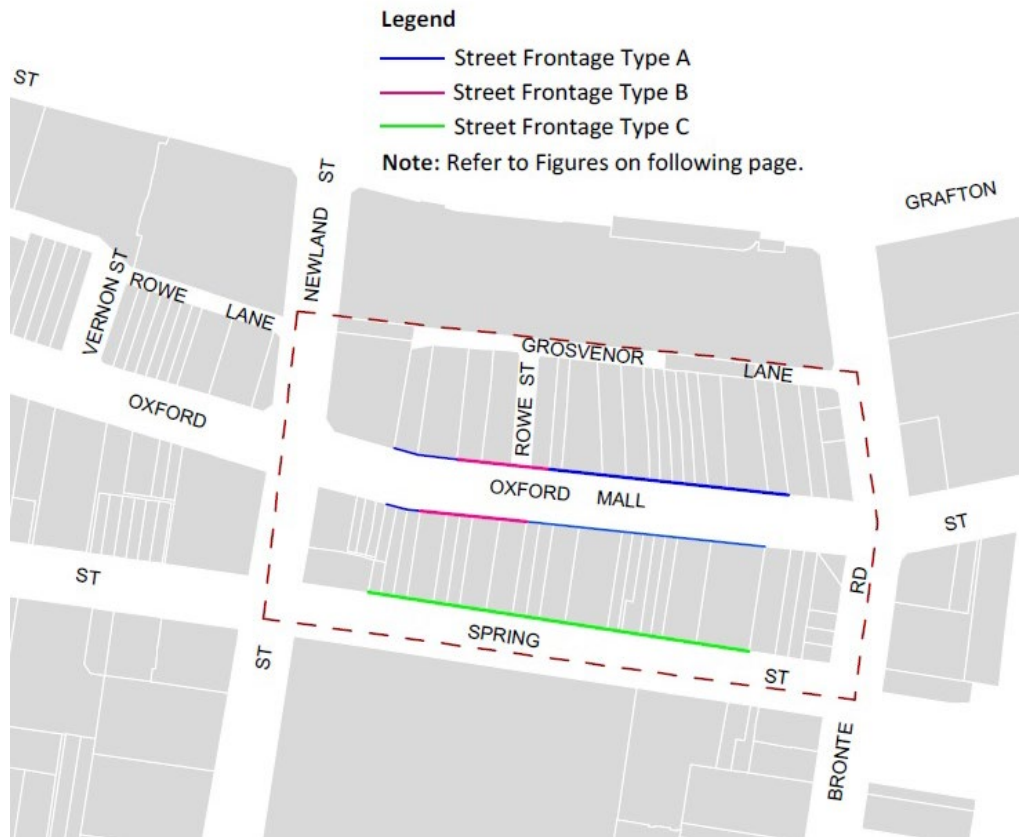 Legend
Street Frontage Type A
Street Frontage Type B
Street Frontage Type C
Note: Refer to Figures on following page.
ST
NEWLAND ST
GRAFTON
VERNON ST
ROWE LANE
GROSVENOR LANE
ROWE ST
OXFORD
OXFORD MALL
ST
ST
RD
SPRING ST
ST
BRONTE